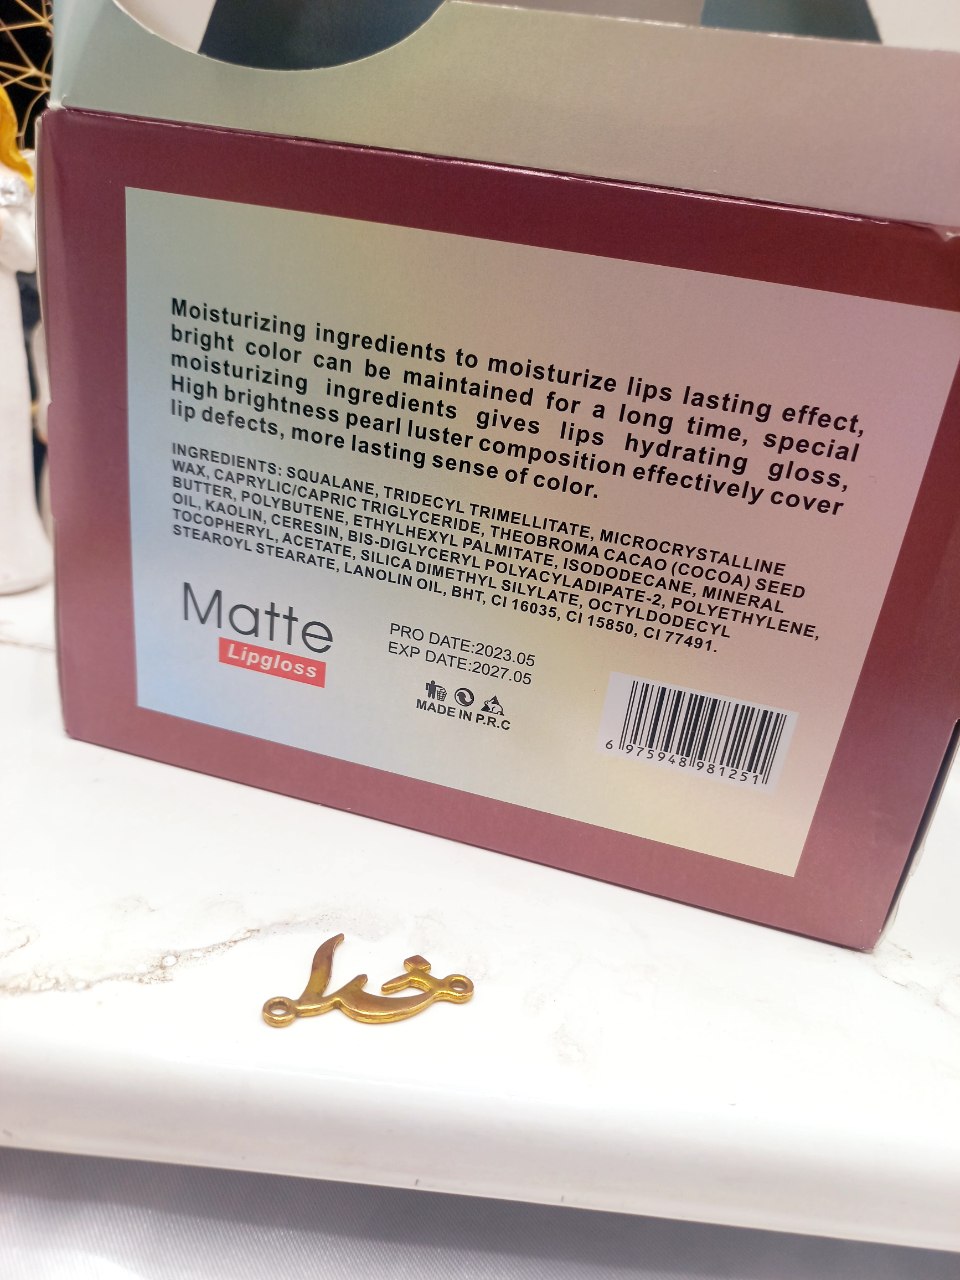 Moisturizing ingredients to moisturize lips lasting effect,
bright color can be maintained for a long time, special
moisturizing ingredients gives lips hydrating gloss,
High brightness pearl luster composition effectively cover
lip defects, more lasting sense of color.
INGREDIENTS: SQUALANE, TRIDECYL TRIMELLITATE, MICROCRYSTALLINE
WAX, CAPRYLIC/CAPRIC TRIGLYCERIDE, THEOBROMA CACAO (COCOA) SEED
BUTTER, POLYBUTENE, ETHYLHEXYL PALMITATE, ISODODECANE, MINERAL
OIL, KAOLIN, CERESIN, BIS-DIGLYCERYL POLYACYLADIPATE-2, POLYETHYLENE,
TOCOPHERYL, ACETATE, SILICA DIMETHYL SILYLATE, OCTYLDODECYL
STEAROYL STEARATE, LANOLIN OIL, BHT, CI 16035, CI 15850, CI 77491.
Matte
Lipgloss
PRO DATE:2023.05
EXP DATE:2027.05
MADE IN P.R.C
6 975948 981251